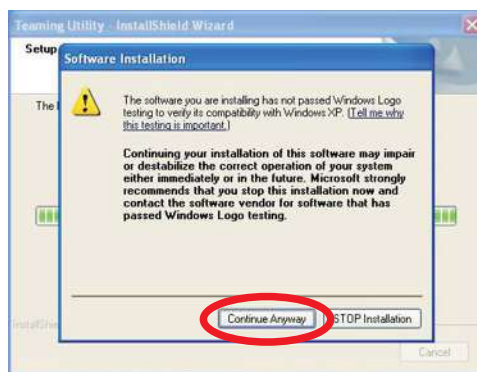 Teaming Utility - InstallShield Wizard
Setup
Software Installation
The
The software you are installing has not passed Windows Logo
testing to verify its compatibility with Windows XP. (Tell me why
this testing is important.)
Continuing your installation of this software may impair
or destabilize the correct operation of your system
either immediately or in the future. Microsoft strongly
recommends that you stop this installation now and
contact the software vendor for software that has
passed Windows Logo testing.
Continue Anyway
STOP Installation
InstallShie
Cancel